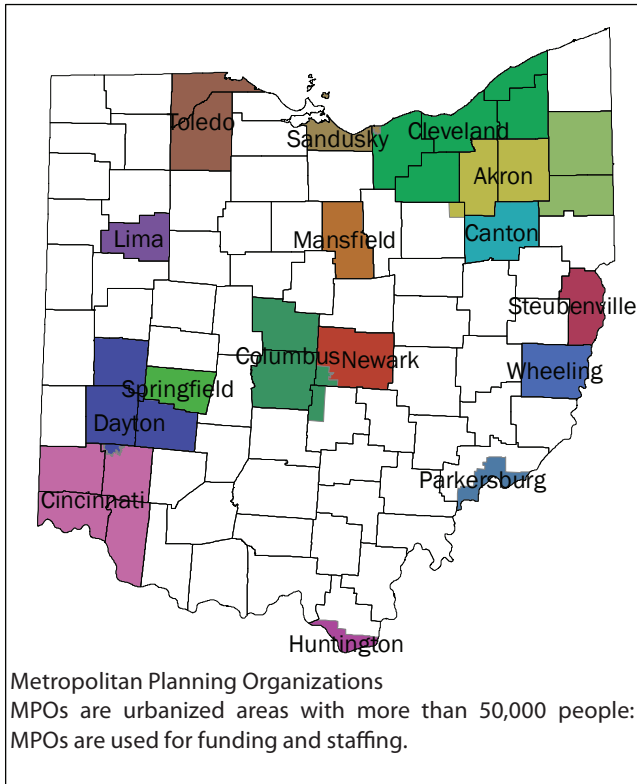 Toledo
Sandusky
Cleveland
Akron
Lima
Mansfield
Canton
Steubenville
Columbus
Newark
Wheeling
Springfield
Dayton
Parkersburg
Cincinnati
Huntington
Metropolitan Planning Organizations
MPOs are urbanized areas with more than 50,000 people:
MPOs are used for funding and staffing.